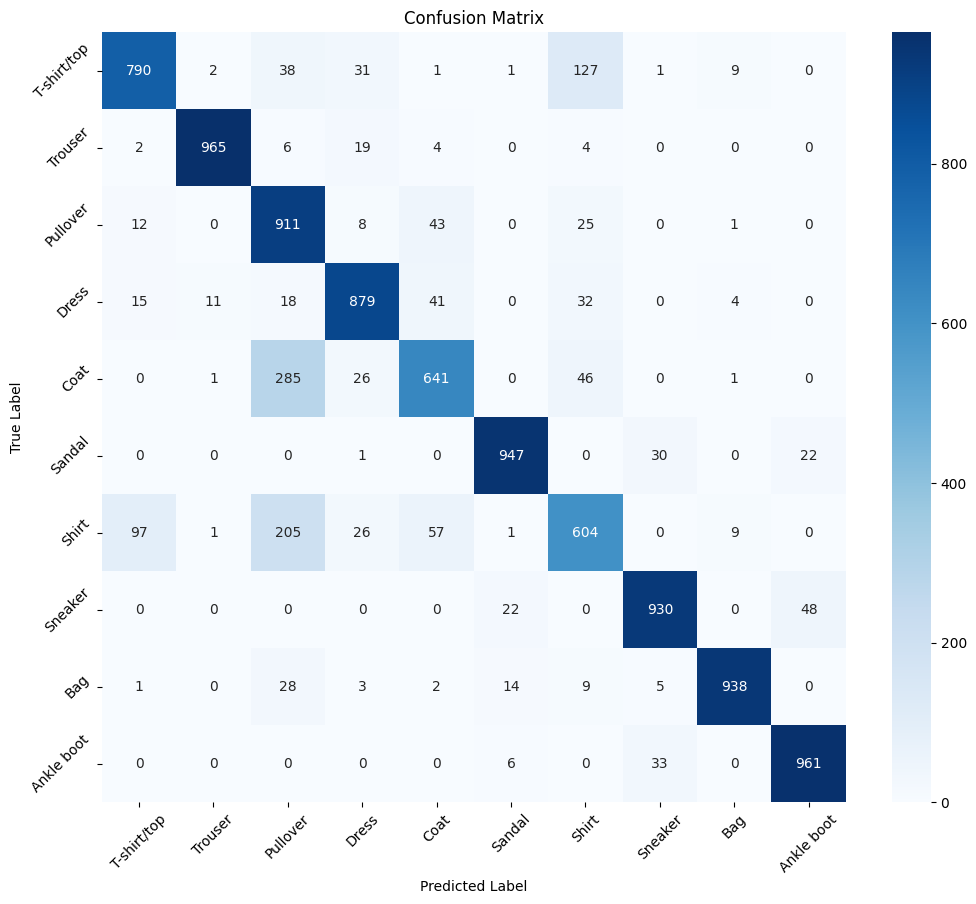 Confusion Matrix
T-shirt/top 790 2 38 31 1 1 127 1 9 0
Trouser 2 965 6 19 4 0 4 0 0 0
Pullover 12 0 911 8 43 0 25 0 1 0
Dress 15 11 18 879 41 0 32 0 4 0
Coat 0 1 285 26 641 0 46 0 1 0
Sandal 0 0 0 1 0 947 0 30 0 22
Shirt 97 1 205 26 57 1 604 0 9 0
Sneaker 0 0 0 0 0 22 0 930 0 48
Bag 1 0 28 3 2 14 9 5 938 0
Ankle boot 0 0 0 0 0 6 0 33 0 961
T-shirt/top Trouser Pullover Dress Coat Sandal Shirt Sneaker Bag Ankle boot
Predicted Label
True Label
800
600
400
200
0